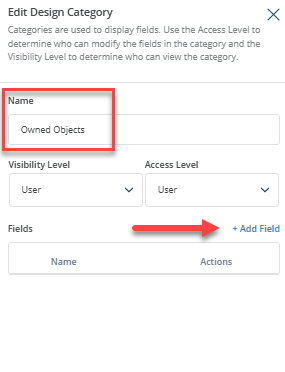 Edit Design Category
Categories are used to display fields. Use the Access Level to
determine who can modify the fields in the category and the
Visibility Level to determine who can view the category.
Name
Owned Objects
Visibility Level Access Level
User User
Fields + Add Field
Name Actions